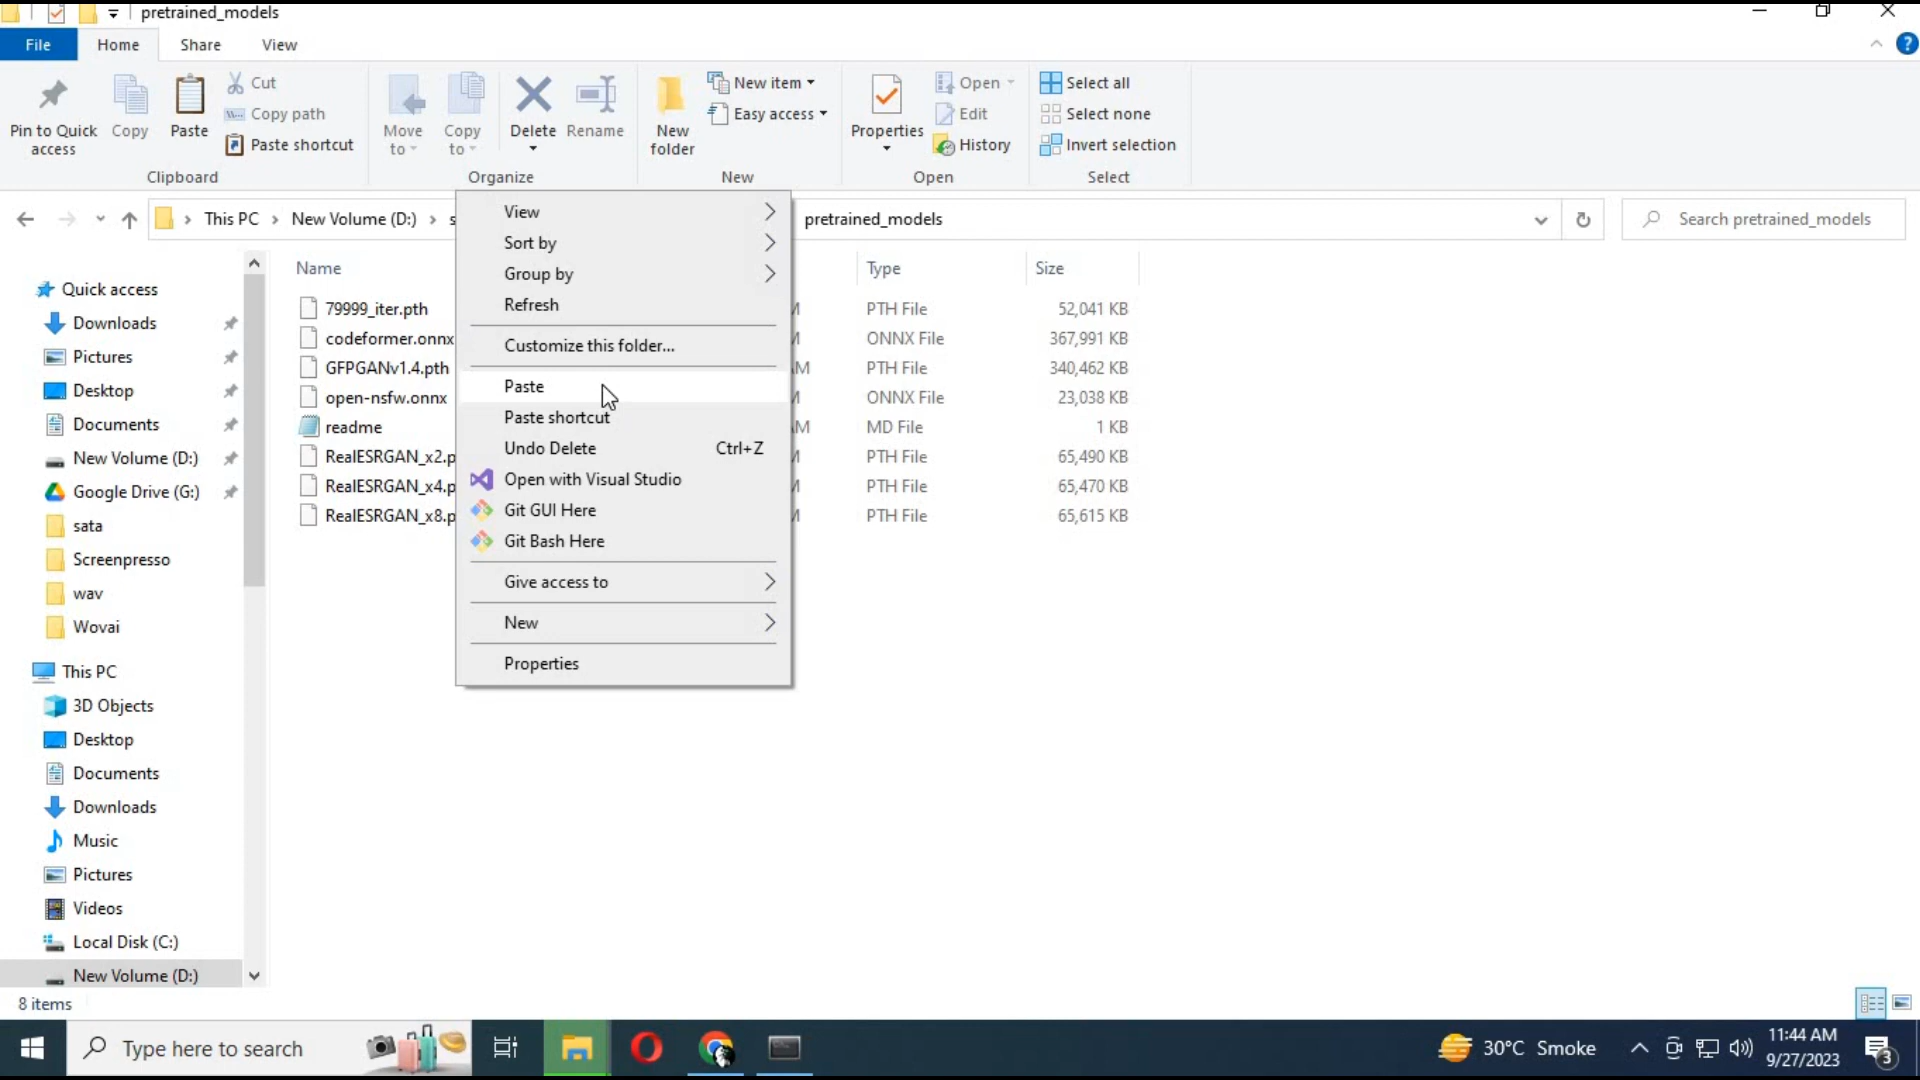 pretrained_models
File Home Share View
Pin to Quick access
Copy
Paste
Cut
Copy path
Paste shortcut
Clipboard
Move to
Copy to
Delete
Rename
Organize
New folder
New item
Easy access
New
Properties
Open
Edit
History
Open
Select all
Select none
Invert selection
Select
This PC > New Volume (D:) > s
pretrained_models
Search pretrained_models
Quick access
Downloads
Pictures
Desktop
Documents
New Volume (D:)
Google Drive (G:)
sata
Screenpresso
wav
Wovai
This PC
3D Objects
Desktop
Documents
Downloads
Music
Pictures
Videos
Local Disk (C:)
New Volume (D:)
Name Type Size
79999_iter.pth PTH File 52,041 KB
codeformer.onnx ONNX File 367,991 KB
GFPGANv1.4.pth PTH File 340,462 KB
open-nsfw.onnx ONNX File 23,038 KB
readme MD File 1 KB
RealESRGAN_x2.p PTH File 65,490 KB
RealESRGAN_x4.p PTH File 65,470 KB
RealESRGAN_x8.p PTH File 65,615 KB
View
Sort by
Group by
Refresh
Customize this folder...
Paste
Paste shortcut
Undo Delete Ctrl+Z
Open with Visual Studio
Git GUI Here
Git Bash Here
Give access to
New
Properties
8 items
Type here to search
30°C Smoke
11:44 AM
9/27/2023
3